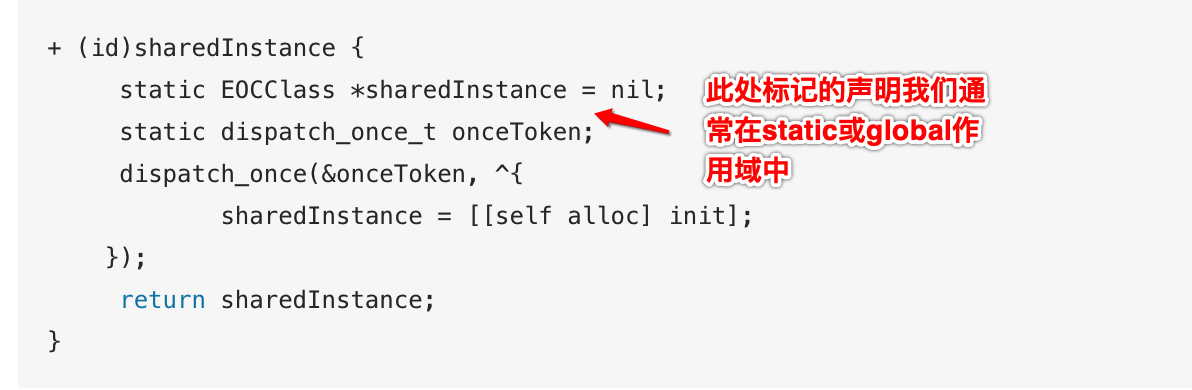 + (id)sharedInstance {
static EOCClass *sharedInstance = nil;
static dispatch_once_t onceToken;
dispatch_once(&onceToken, ^{
sharedInstance = [[self alloc] init];
});
return sharedInstance;
}
此处标记的声明我们通
常在static或global作
用域中